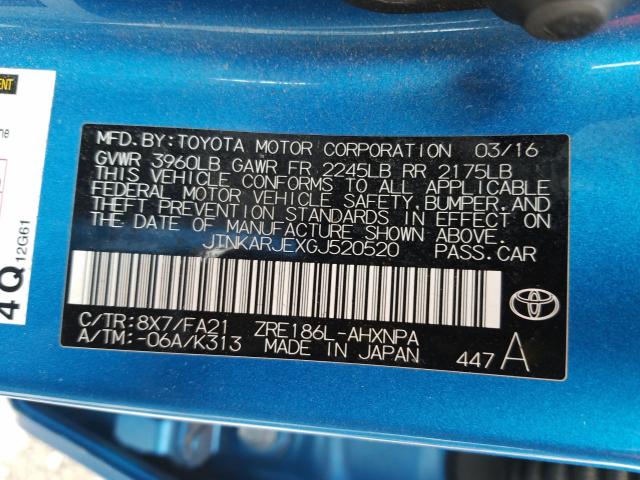 MFD.BY:TOYOTA MOTOR CORPORATION 03/16
GVWR 3960LB GAWR FR 2245LB RR 2175LB
THIS VEHICLE CONFORMS TO ALL APPLICABLE
FEDERAL MOTOR VEHICLE SAFETY,BUMPER,AND
THEFT PREVENTION STANDARDS IN EFFECT ON
THE DATE OF MANUFACTURE SHOWN ABOVE.
JTNKARJEXGJ520520 PASS.CAR
C/TR:8X7/FA21 ZRE186L-AHXNPA
A/TM:-06A/K313 MADE IN JAPAN 447 A
4Q
12G61